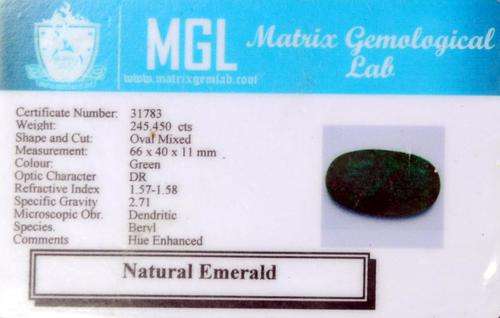 MGL
www.matrixgemlab.com
Matrix Gemological
Lab
Certificate Number: 31783
Weight: 245.450 cts
Shape and Cut: Oval Mixed
Measurement: 66 x 40 x 11 mm
Colour: Green
Optic Character DR
Refractive Index 1.57-1.58
Specific Gravity 2.71
Microscopic Obr. Dendritic
Species. Beryl
Comments Hue Enhanced
Natural Emerald